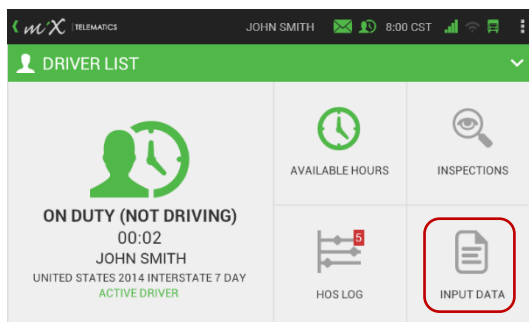 miX TELEMATICS JOHN SMITH 8:00 CST
DRIVER LIST
ON DUTY (NOT DRIVING)
00:02
JOHN SMITH
UNITED STATES 2014 INTERSTATE 7 DAY
ACTIVE DRIVER
AVAILABLE HOURS
INSPECTIONS
5
HOS LOG
INPUT DATA